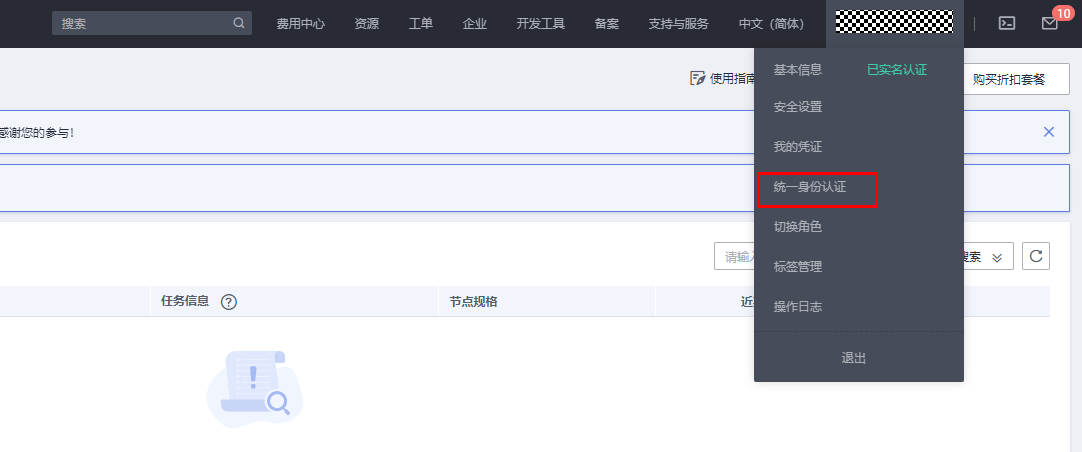 搜索 费用中心 资源 工单 企业 开发工具 备案 支持与服务 中文（简体） 10
使用指南 购买折扣套餐
感谢您的参与！
基本信息 已实名认证
安全设置
我的凭证
统一身份认证
切换角色
标签管理
操作日志
退出
请输入 搜索
任务信息 ? 节点规格 近